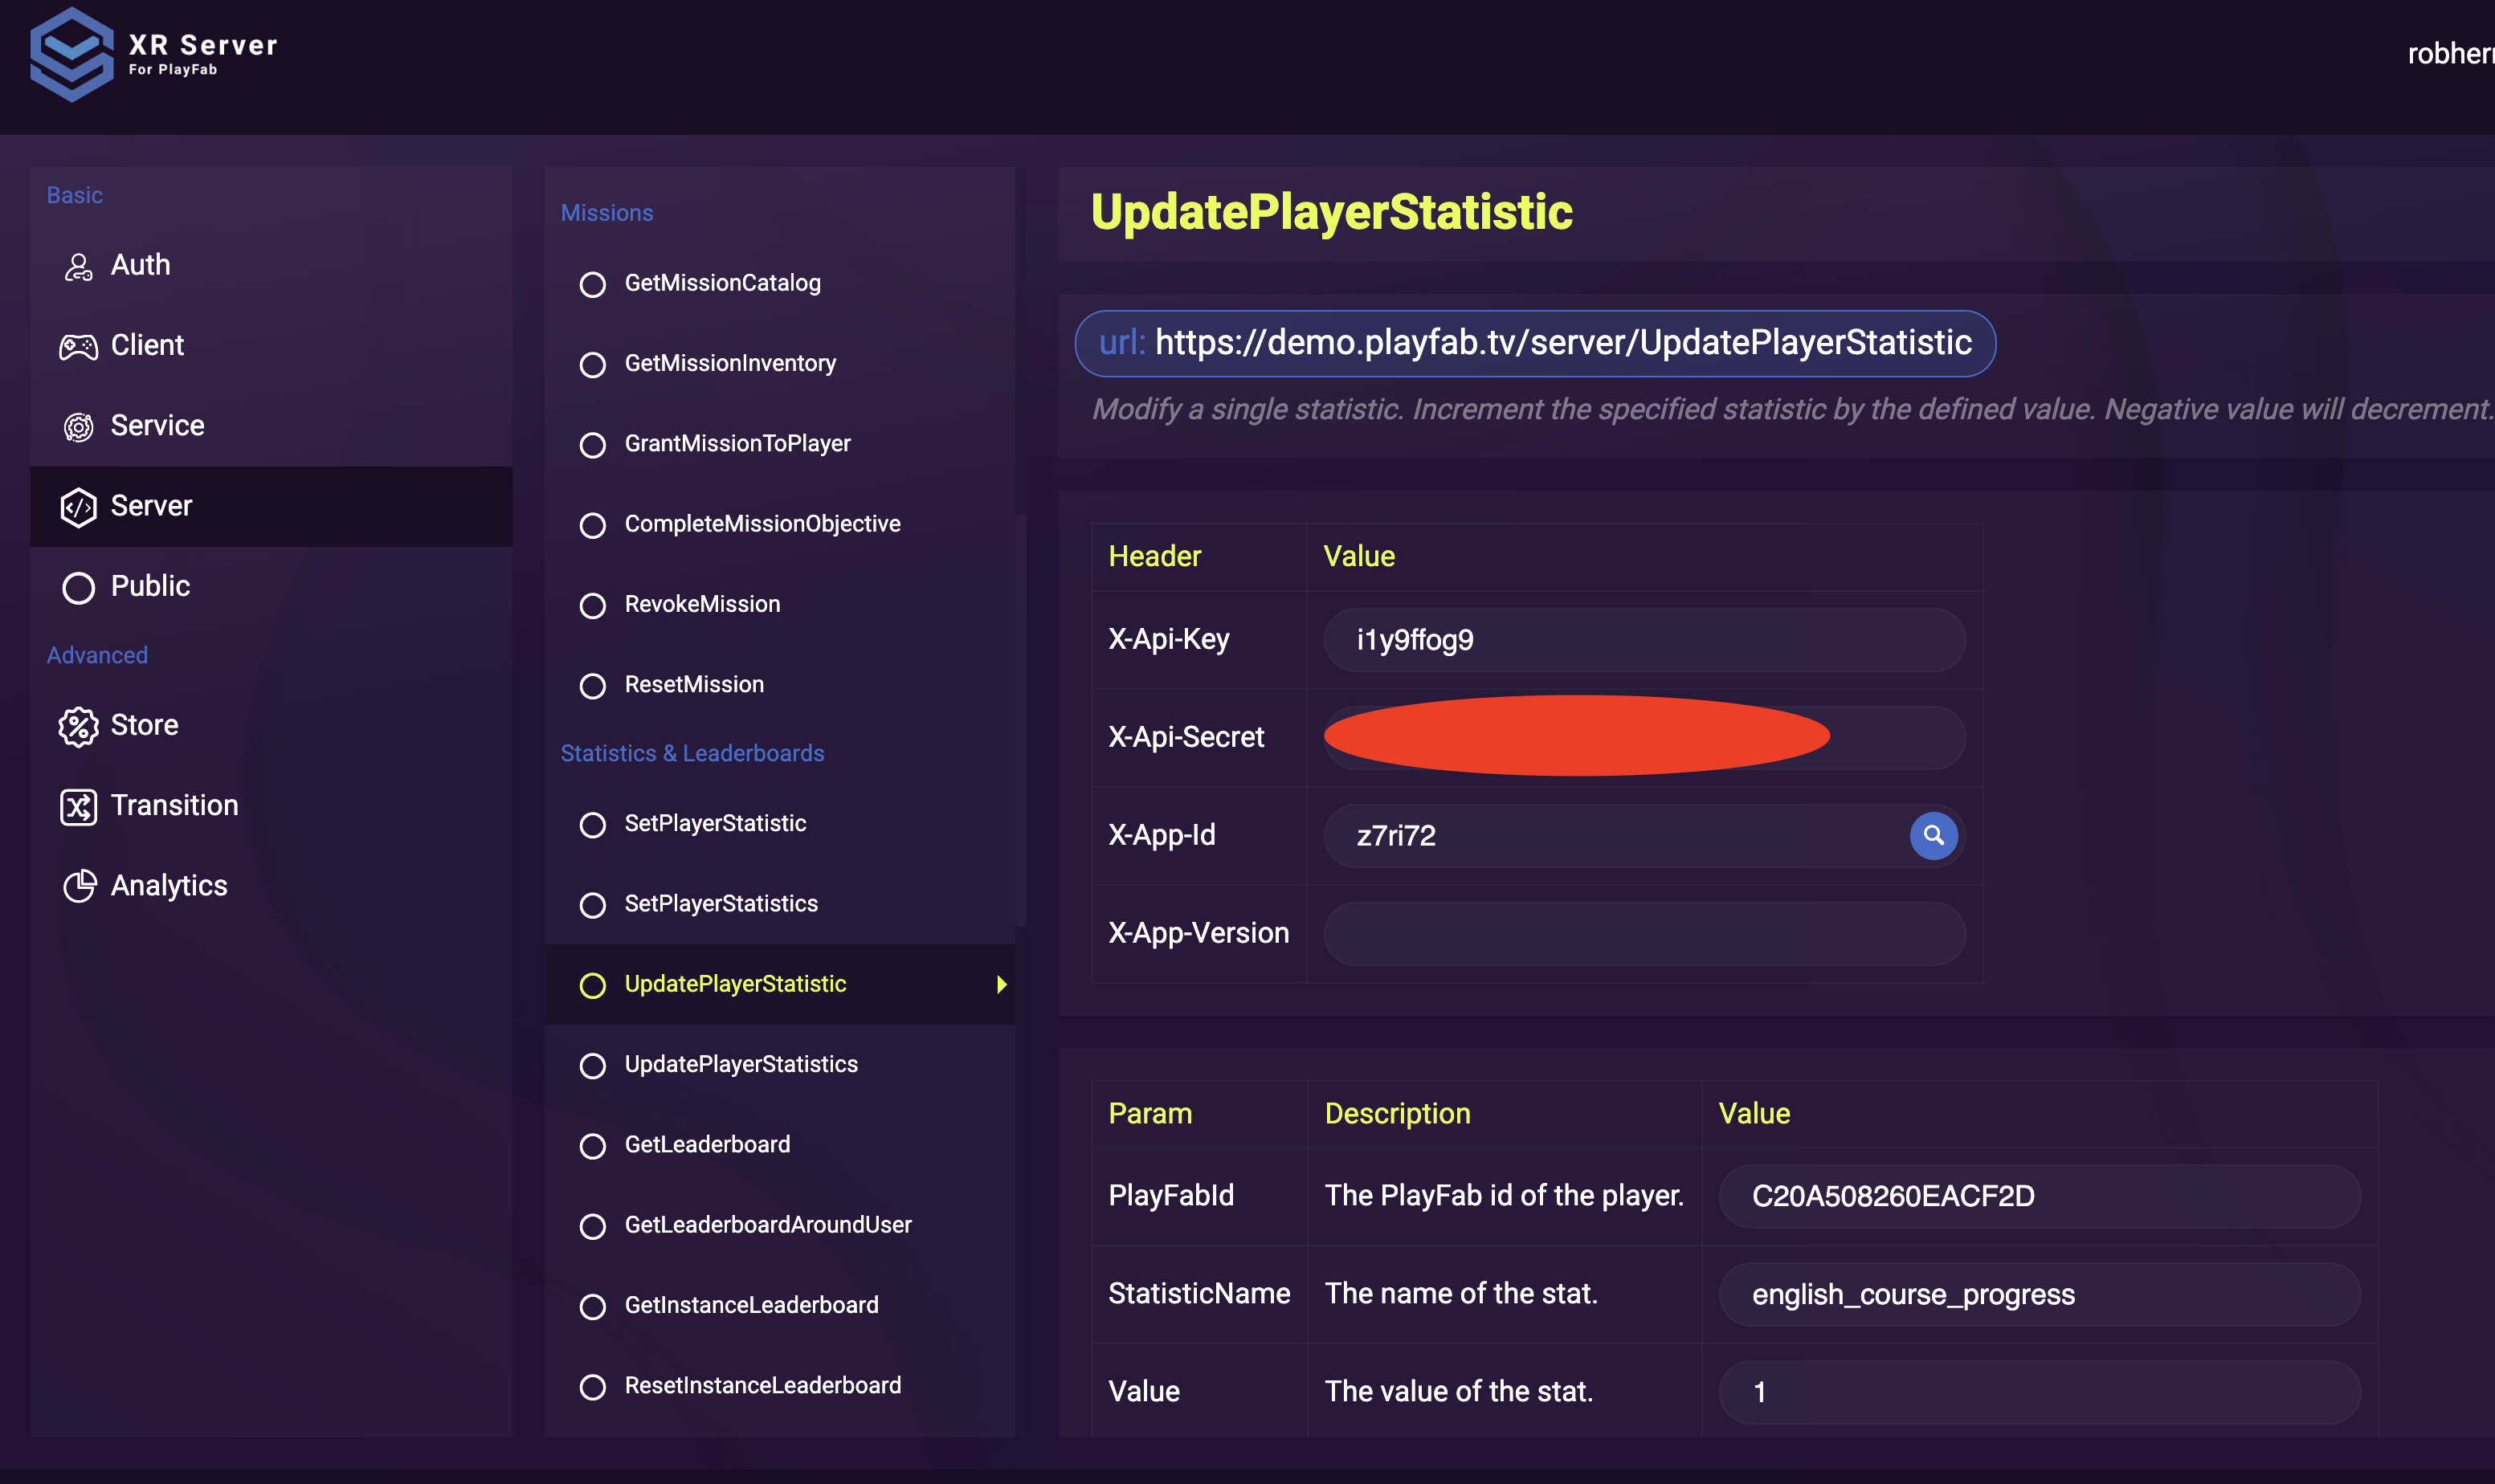 XR Server
For PlayFab
Basic
Auth
Client
Service
Server
Public
Advanced
Store
Transition
Analytics
Missions
GetMissionCatalog
GetMissionInventory
GrantMissionToPlayer
CompleteMissionObjective
RevokeMission
ResetMission
Statistics & Leaderboards
SetPlayerStatistic
SetPlayerStatistics
UpdatePlayerStatistic
UpdatePlayerStatistics
GetLeaderboard
GetLeaderboardAroundUser
GetInstanceLeaderboard
ResetInstanceLeaderboard
UpdatePlayerStatistic
url: https://demo.playfab.tv/server/UpdatePlayerStatistic
Modify a single statistic. Increment the specified statistic by the defined value. Negative value will decrement.
Header Value
X-Api-Key i1y9ffog9
X-Api-Secret
X-App-Id z7ri72
X-App-Version
Param Description Value
PlayFabId The PlayFab id of the player. C20A508260EACF2D
StatisticName The name of the stat. english_course_progress
Value The value of the stat. 1